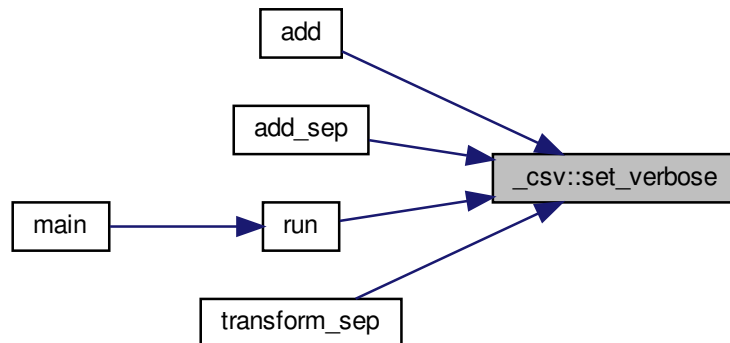 add
add_sep
_csv::set_verbose
main
run
transform_sep